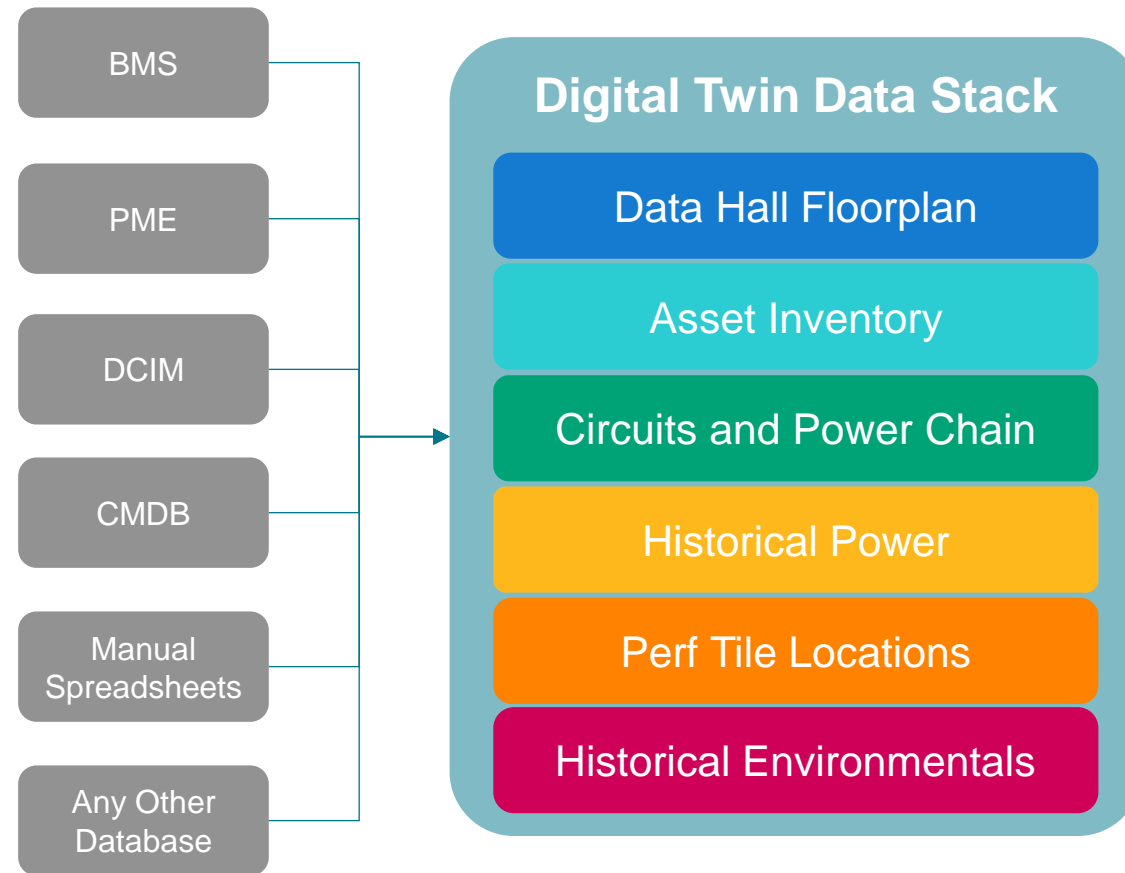 BMS
PME
DCIM
CMDB
Manual
Spreadsheets
Any Other
Database
Digital Twin Data Stack
Data Hall Floorplan
Asset Inventory
Circuits and Power Chain
Historical Power
Perf Tile Locations
Historical Environmentals